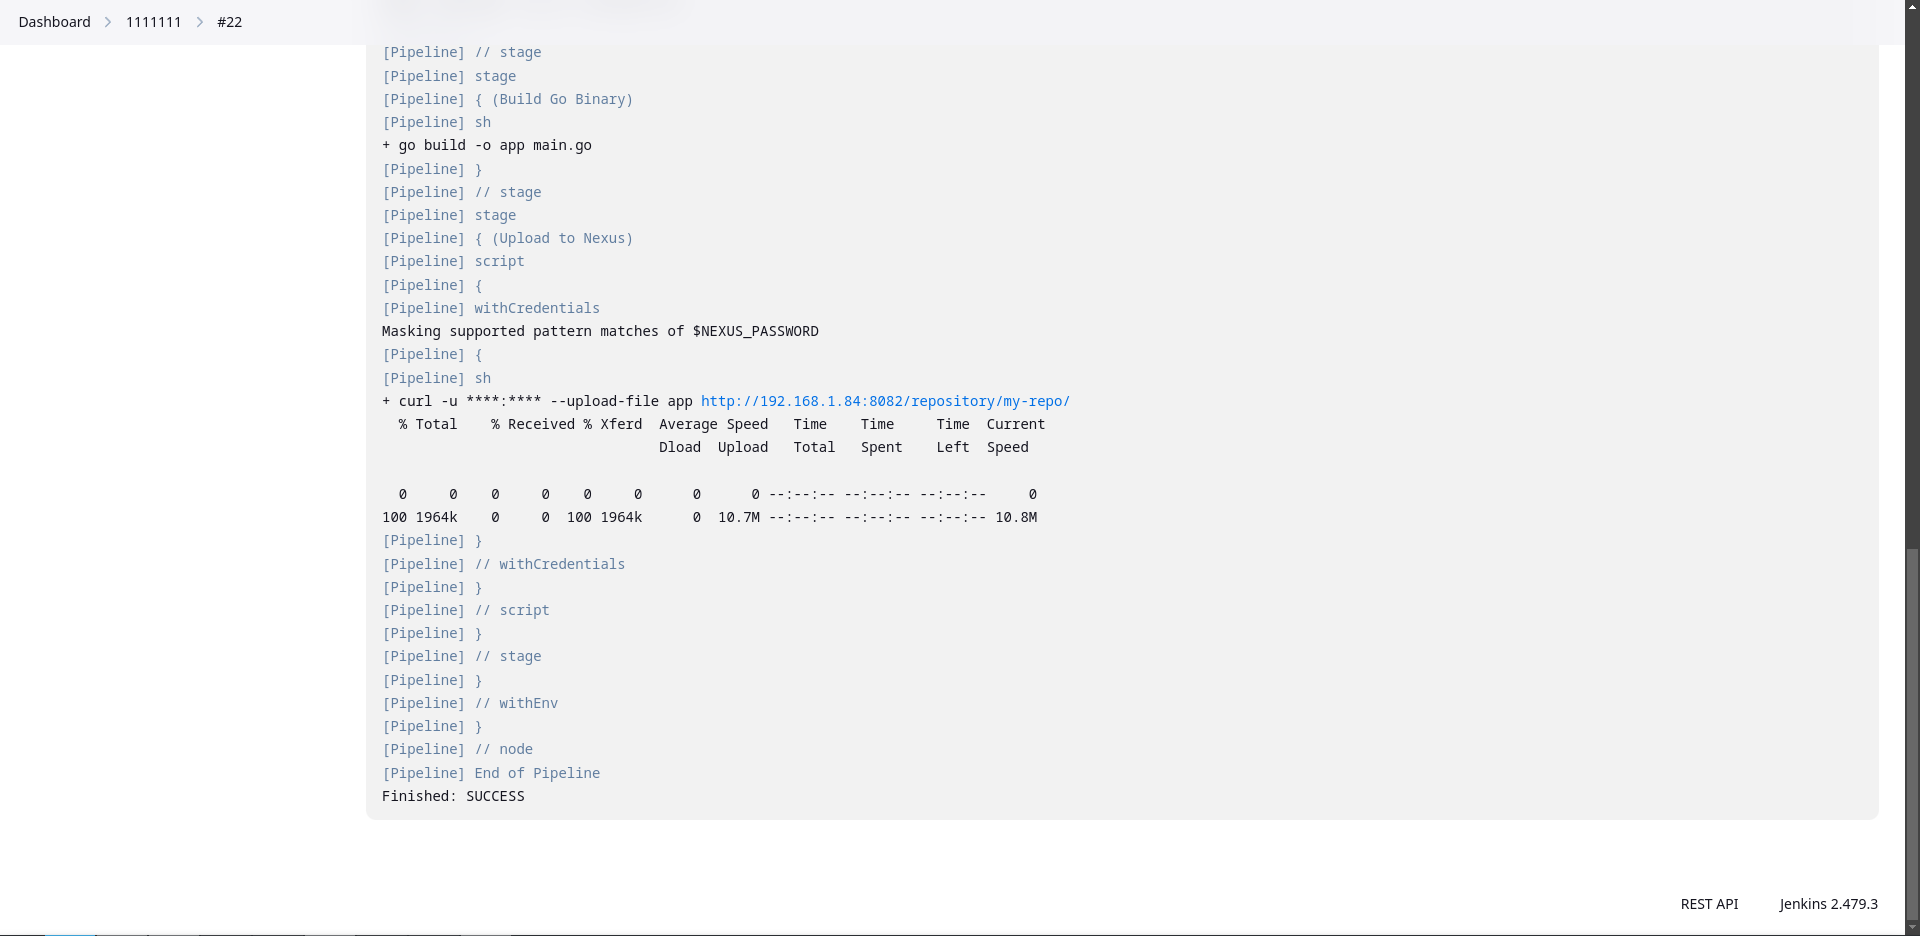 Dashboard > 1111111 > #22
[Pipeline] // stage
[Pipeline] stage
[Pipeline] { (Build Go Binary)
[Pipeline] sh
+ go build -o app main.go
[Pipeline] }
[Pipeline] // stage
[Pipeline] stage
[Pipeline] { (Upload to Nexus)
[Pipeline] script
[Pipeline] {
[Pipeline] withCredentials
Masking supported pattern matches of $NEXUS_PASSWORD
[Pipeline] {
[Pipeline] sh
+ curl -u ****:**** --upload-file app http://192.168.1.84:8082/repository/my-repo/
  % Total    % Received % Xferd  Average Speed   Time    Time     Time  Current
                                 Dload  Upload   Total   Spent    Left  Speed
  0     0    0     0    0     0      0      0 --:--:-- --:--:-- --:--:--     0
100 1964k    0     0  100 1964k      0  10.7M --:--:-- --:--:-- --:--:-- 10.8M
[Pipeline] }
[Pipeline] // withCredentials
[Pipeline] }
[Pipeline] // script
[Pipeline] }
[Pipeline] // stage
[Pipeline] }
[Pipeline] // withEnv
[Pipeline] }
[Pipeline] // node
[Pipeline] End of Pipeline
Finished: SUCCESS
REST API Jenkins 2.479.3